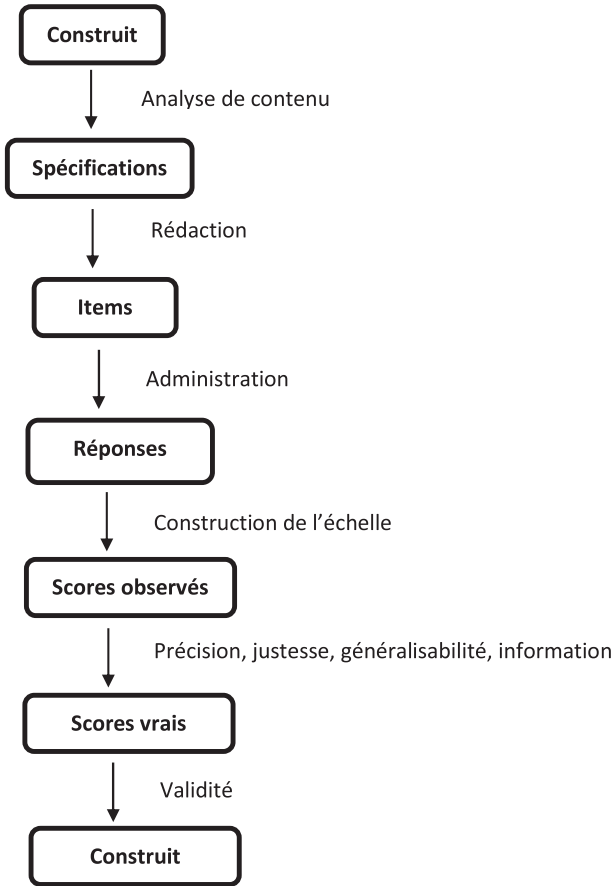 Construit
Analyse de contenu
Spécifications
Rédaction
Items
Administration
Réponses
Construction de l’échelle
Scores observés
Précision, justesse, généralisabilité, information
Scores vrais
Validité
Construit